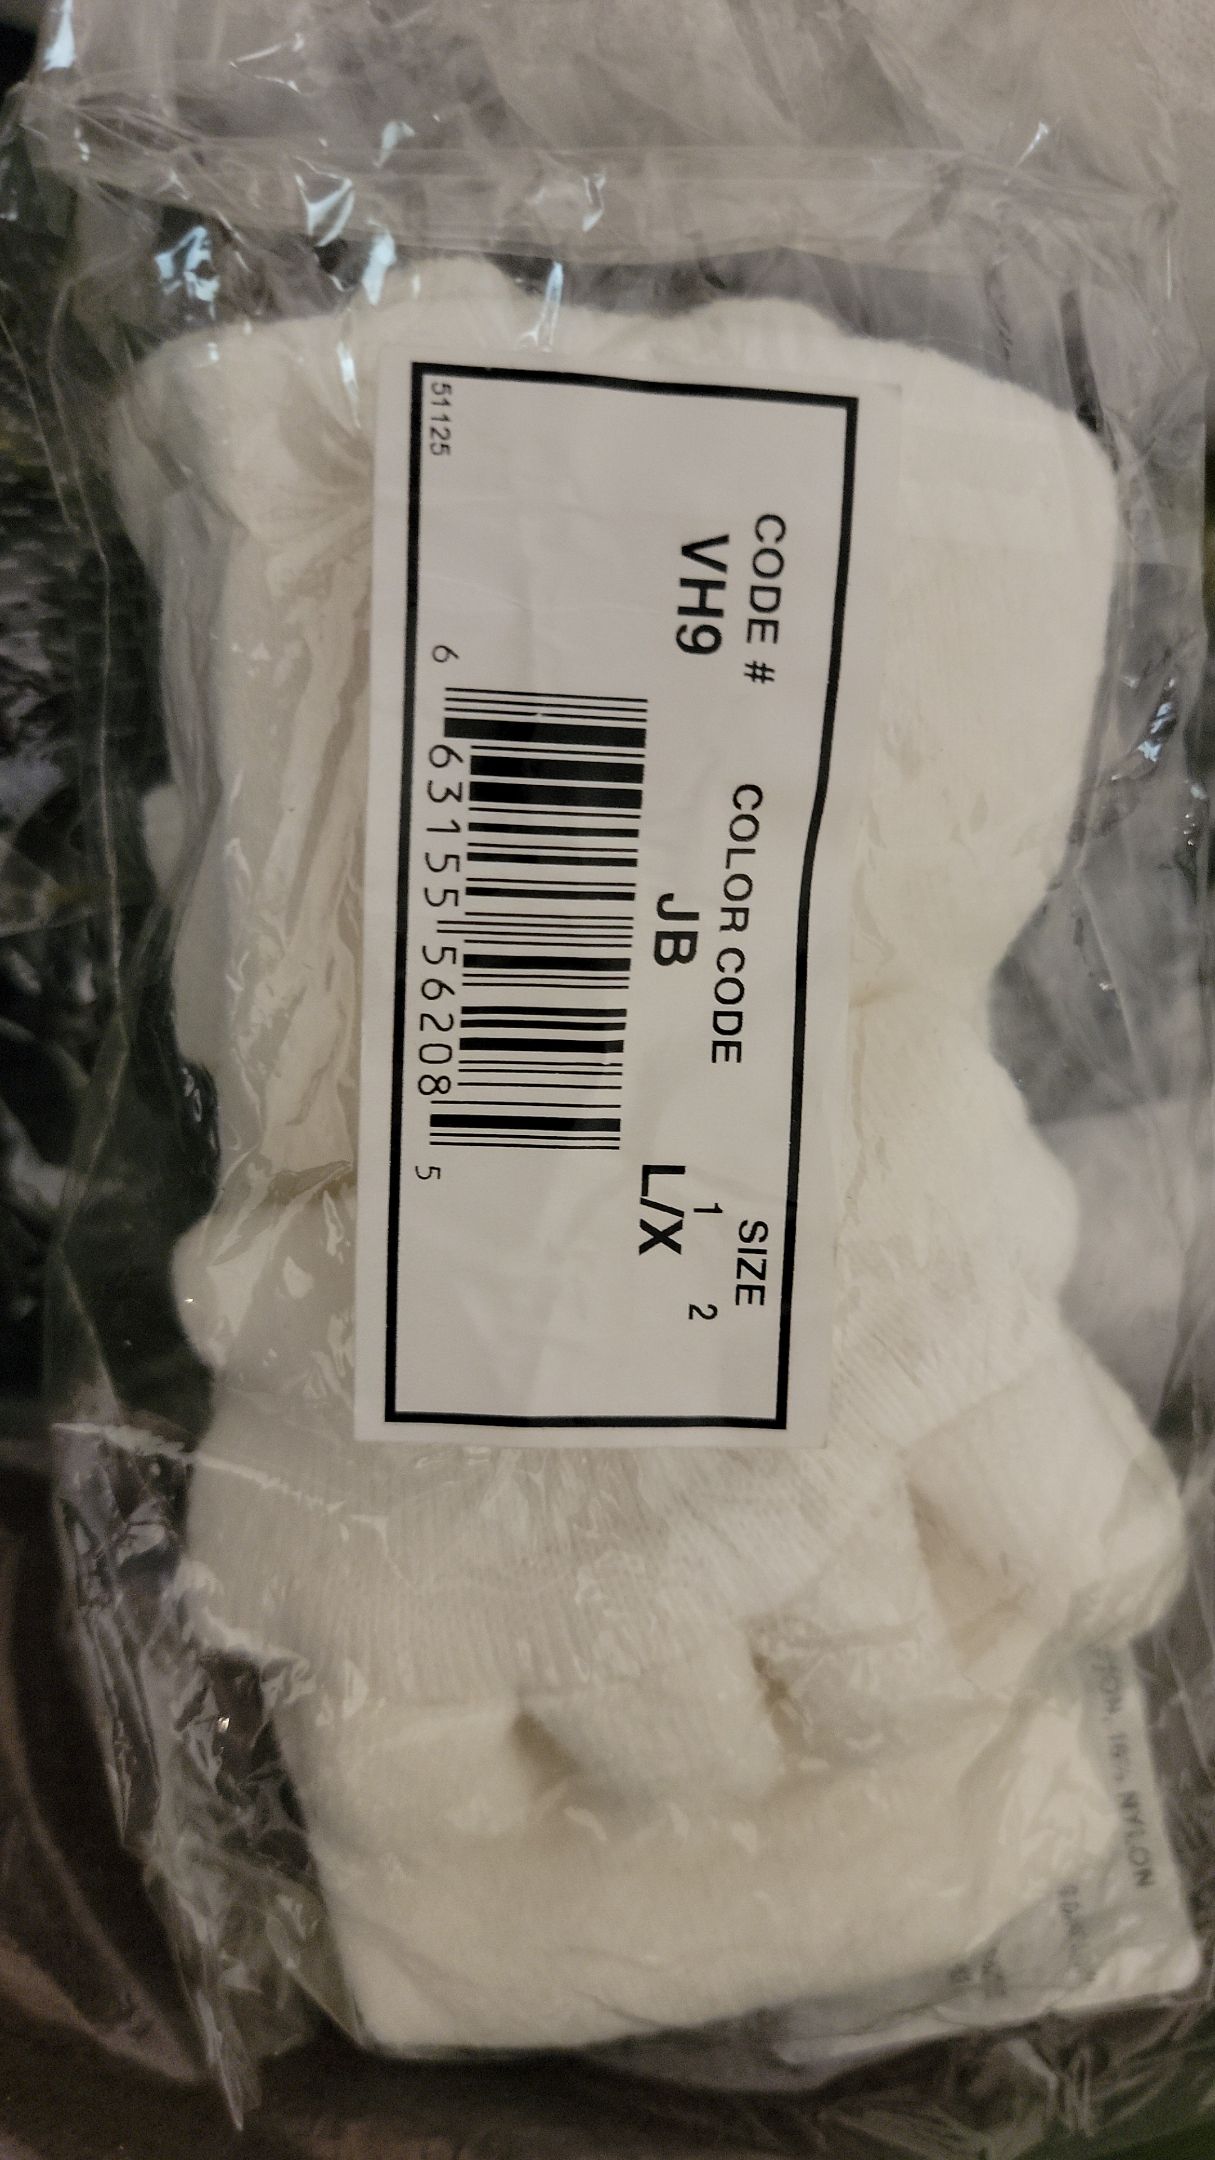 CODE # COLOR CODE SIZE
1 2
VH9 JB L/X
6 63155 56208 5
51125
NYLON